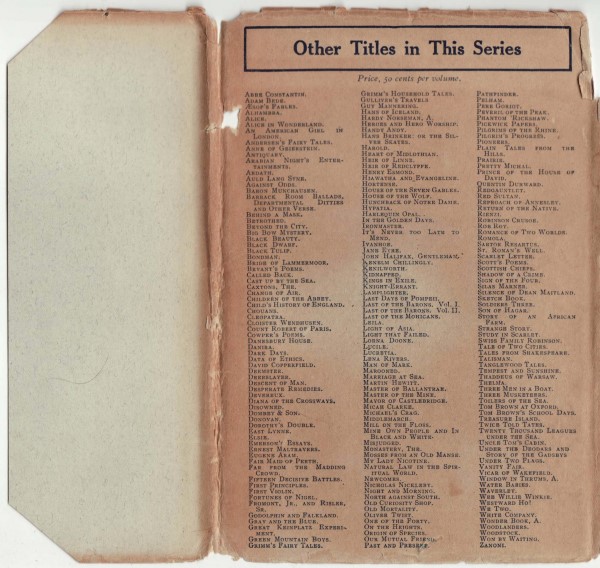 Other Titles in This Series
Price, 50 cents per volume.
ABBE CONSTANTIN.
ADAM BEDE.
ÆSOP'S FABLES.
ALHAMBRA.
ALICE.
ALICE IN WONDERLAND.
AN AMERICAN GIRL IN
LONDON.
ANDERSEN'S FAIRY TALES.
ANNE OF GEIERSTEIN.
ANTIQUARY.
ARABIAN NIGHT'S ENTER-
TAINMENTS.
ARDATH.
AULD LANG SYNE.
AGAINST ODDS.
BARON MUNCHAUSEN.
BARRACK ROOM BALLADS,
DEPARTMENTAL DITTIES
AND OTHER VERSE.
BEHIND A MASK.
BETROTHED.
BEYOND THE CITY.
BIG BOW MYSTERY.
BLACK BEAUTY.
BLACK DWARF.
BLACK TULIP.
BONDMAN.
BRIDE OF LAMMERMOOR.
BRYANT'S POEMS.
CALLED BACK.
CAST UP BY THE SEA.
CAXTONS, THE.
CHANGE OF AIR.
CHILDREN OF THE ABBEY.
CHILD'S HISTORY OF ENGLAND.
CHOUANS.
CLEOPATRA.
CLOISTER WENDHUSEN.
COUNT ROBERT OF PARIS.
COWPER'S POEMS.
DANESBURY HOUSE.
DANIRA.
DARK DAYS.
DATA OF ETHICS.
DAVID COPPERFIELD.
DEEMSTER.
DEERSLAYER.
DESCENT OF MAN.
DESPERATE REMEDIES.
DEVEREUX.
DIANA OF THE CROSSWAYS.
DISOWNED.
DOMBEY & SON.
DONOVAN.
DOROTHY'S DOUBLE.
EAST LYNNE.
ELSIE.
EMERSON'S ESSAYS.
ERNEST MALTRAVERS.
EUGENE ARAM.
FAIR MAID OF PERTH.
FAR FROM THE MADDING
CROWD.
FIFTEEN DECISIVE BATTLES.
FIRST PRINCIPLES.
FIRST VIOLIN.
FORTUNES OF NIGEL.
FROMONT, JR., AND RISLER,
SR.
GODOLPHIN AND FALKLAND.
GRAY AND THE BLUE.
GREAT KEINPLATZ EXPERI-
MENT.
GREEN MOUNTAIN BOYS.
GRIMM'S FAIRY TALES.
GRIMM'S HOUSEHOLD TALES.
GULLIVER'S TRAVELS
GUY MANNERING.
HANS OF ICELAND.
HARDY NORSEMAN, A.
HEROES AND HERO WORSHIP.
HANDY ANDY.
HANS BRINKER OR THE SIL-
VER SKATES.
HAROLD.
HEART OF MIDLOTHIAN.
HEIR OF LINNE.
HEIR OF REDCLYFFE.
HENRY ESMOND.
HIAWATHA AND EVANGELINE.
HORTENSE.
HOUSE OF THE SEVEN GABLES.
HOUSE OF THE WOLF.
HUNCHBACK OF NOTRE DAME.
HYPATIA.
HARLEQUIN OPAL.
IN THE GOLDEN DAYS.
IRONMASTER.
IT'S NEVER TOO LATE TO
MEND.
IVANHOE.
JANE EYRE.
JOHN HALIFAX, GENTLEMAN.
KENELM CHILLINGLY.
KENILWORTH.
KIDNAPPED.
KINGS IN EXILE.
KNIGHT-ERRANT.
LAMPLIGHTER.
LAST DAYS OF POMPEII.
LAST OF THE BARONS, VOL. I.
LAST OF THE BARONS, VOL. II.
LAST OF THE MOHICANS.
LEILA.
LIGHT OF ASIA.
LIGHT THAT FAILED.
LORNA DOONE.
LUCILE.
LUCRETIA.
LENA RIVERS.
MAN OF MARK.
MAROONED.
MARRIAGE AT SEA.
MARTIN HEWITT.
MASTER OF BALLANTRAE.
MASTER OF THE MINE.
MAYOR OF CASTERBRIDGE.
MICAH CLARKE.
MICHAEL'S CRAG.
MIDDLEMARCH.
MILL ON THE FLOSS.
MINE OWN PEOPLE AND IN
BLACK AND WHITE.
MISJUDGED.
MONASTERY, THE.
MOSSES FROM AN OLD MANSE.
MY LADY NICOTINE.
NATURAL LAW IN THE SPIR-
ITUAL WORLD.
NEWCOMES.
NICHOLAS NICKLEBY.
NIGHT AND MORNING.
NORTH AGAINST SOUTH.
OLD CURIOSITY SHOP.
OLD MORTALITY.
OLIVER TWIST.
ONE OF THE FORTY.
ON THE HEIGHTS.
ORIGIN OF SPECIES.
OUR MUTUAL FRIEND.
PAST AND PRESENT.
PATHFINDER.
PELHAM.
PERE GORIOT.
PEVERIL OF THE PEAK.
PHANTOM 'RICKSHAW.
PICKWICK PAPERS.
PILGRIMS OF THE RHINE.
PILGRIM'S PROGRESS.
PIONEERS.
PLAIN TALES FROM THE
HILLS.
PRAIRIE.
PRETTY MICHAL.
PRINCE OF THE HOUSE OF
DAVID.
QUENTIN DURWARD.
REDGAUNTLET.
RED SULTAN.
REPROACH OF ANNESLEY.
RETURN OF THE NATIVE.
RIENZI.
ROBINSON CRUSOE.
ROB ROY.
ROMANCE OF TWO WORLDS.
ROMOLA.
SARTOR RESARTUS.
ST. RONAN'S WELL.
SCARLET LETTER.
SCOTT'S POEMS.
SCOTTISH CHIEFS.
SHADOW OF A CRIME.
SIGN OF THE FOUR.
SILAS MARNER.
SILENCE OF DEAN MAITLAND.
SKETCH BOOK.
SOLDIERS THREE.
SON OF HAGAR.
STORY OF AN AFRICAN
FARM.
STRANGE STORY.
STUDY IN SCARLET.
SWISS FAMILY ROBINSON.
TALE OF TWO CITIES.
TALES FROM SHAKESPEARE.
TALISMAN.
TANGLEWOOD TALES.
TEMPEST AND SUNSHINE.
THADDEUS OF WARSAW.
THELMA.
THREE MEN IN A BOAT.
THREE MUSKETEERS.
TOILERS OF THE SEA.
TOM BROWN AT OXFORD.
TOM BROWN'S SCHOOL DAYS.
TREASURE ISLAND.
TWICE TOLD TALES.
TWENTY THOUSAND LEAGUES
UNDER THE SEA.
UNCLE TOM'S CABIN.
UNDER THE DEODARS AND
STORY OF THE GADSBYS
UNDER TWO FLAGS.
VANITY FAIR.
VICAR OF WAKEFIELD.
WINDOW IN THRUMS, A.
WATER BABIES.
WAVERLEY.
WEE WILLIE WINKIE.
WESTWARD HO!
WE TWO.
WHITE COMPANY.
WONDER BOOK, A.
WOODLANDERS.
WOODSTOCK.
WON BY WAITING.
ZANONI.